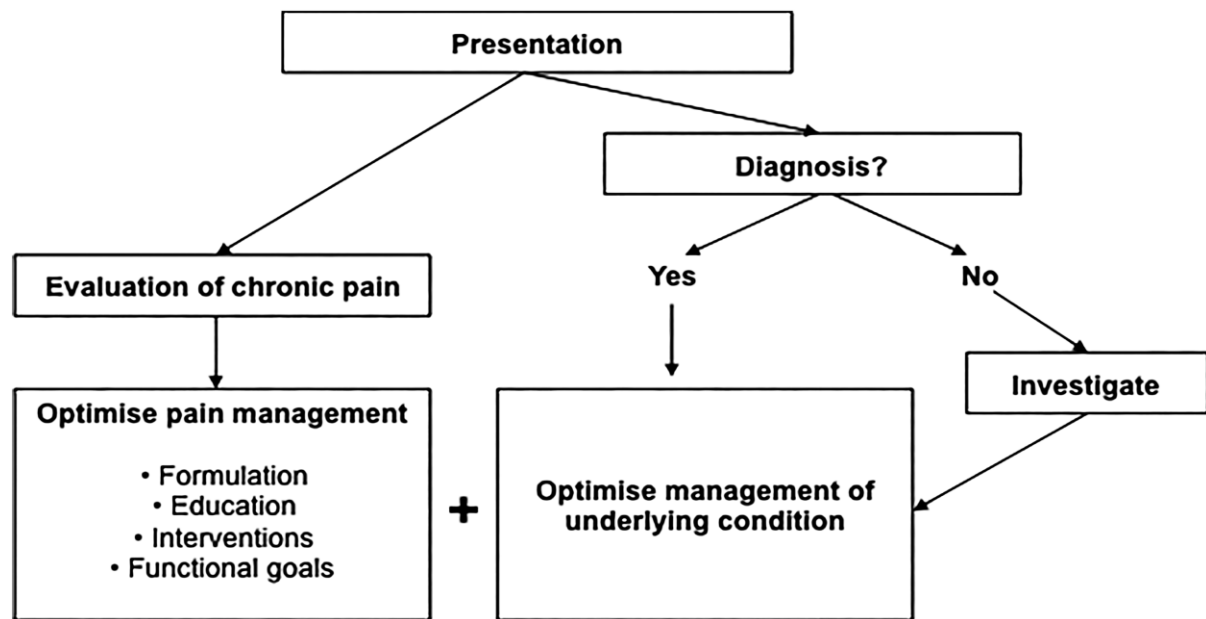 Presentation
Diagnosis?
Evaluation of chronic pain
Yes
No
Investigate
Optimise pain management
• Formulation
• Education
• Interventions
• Functional goals
+
Optimise management of
underlying condition